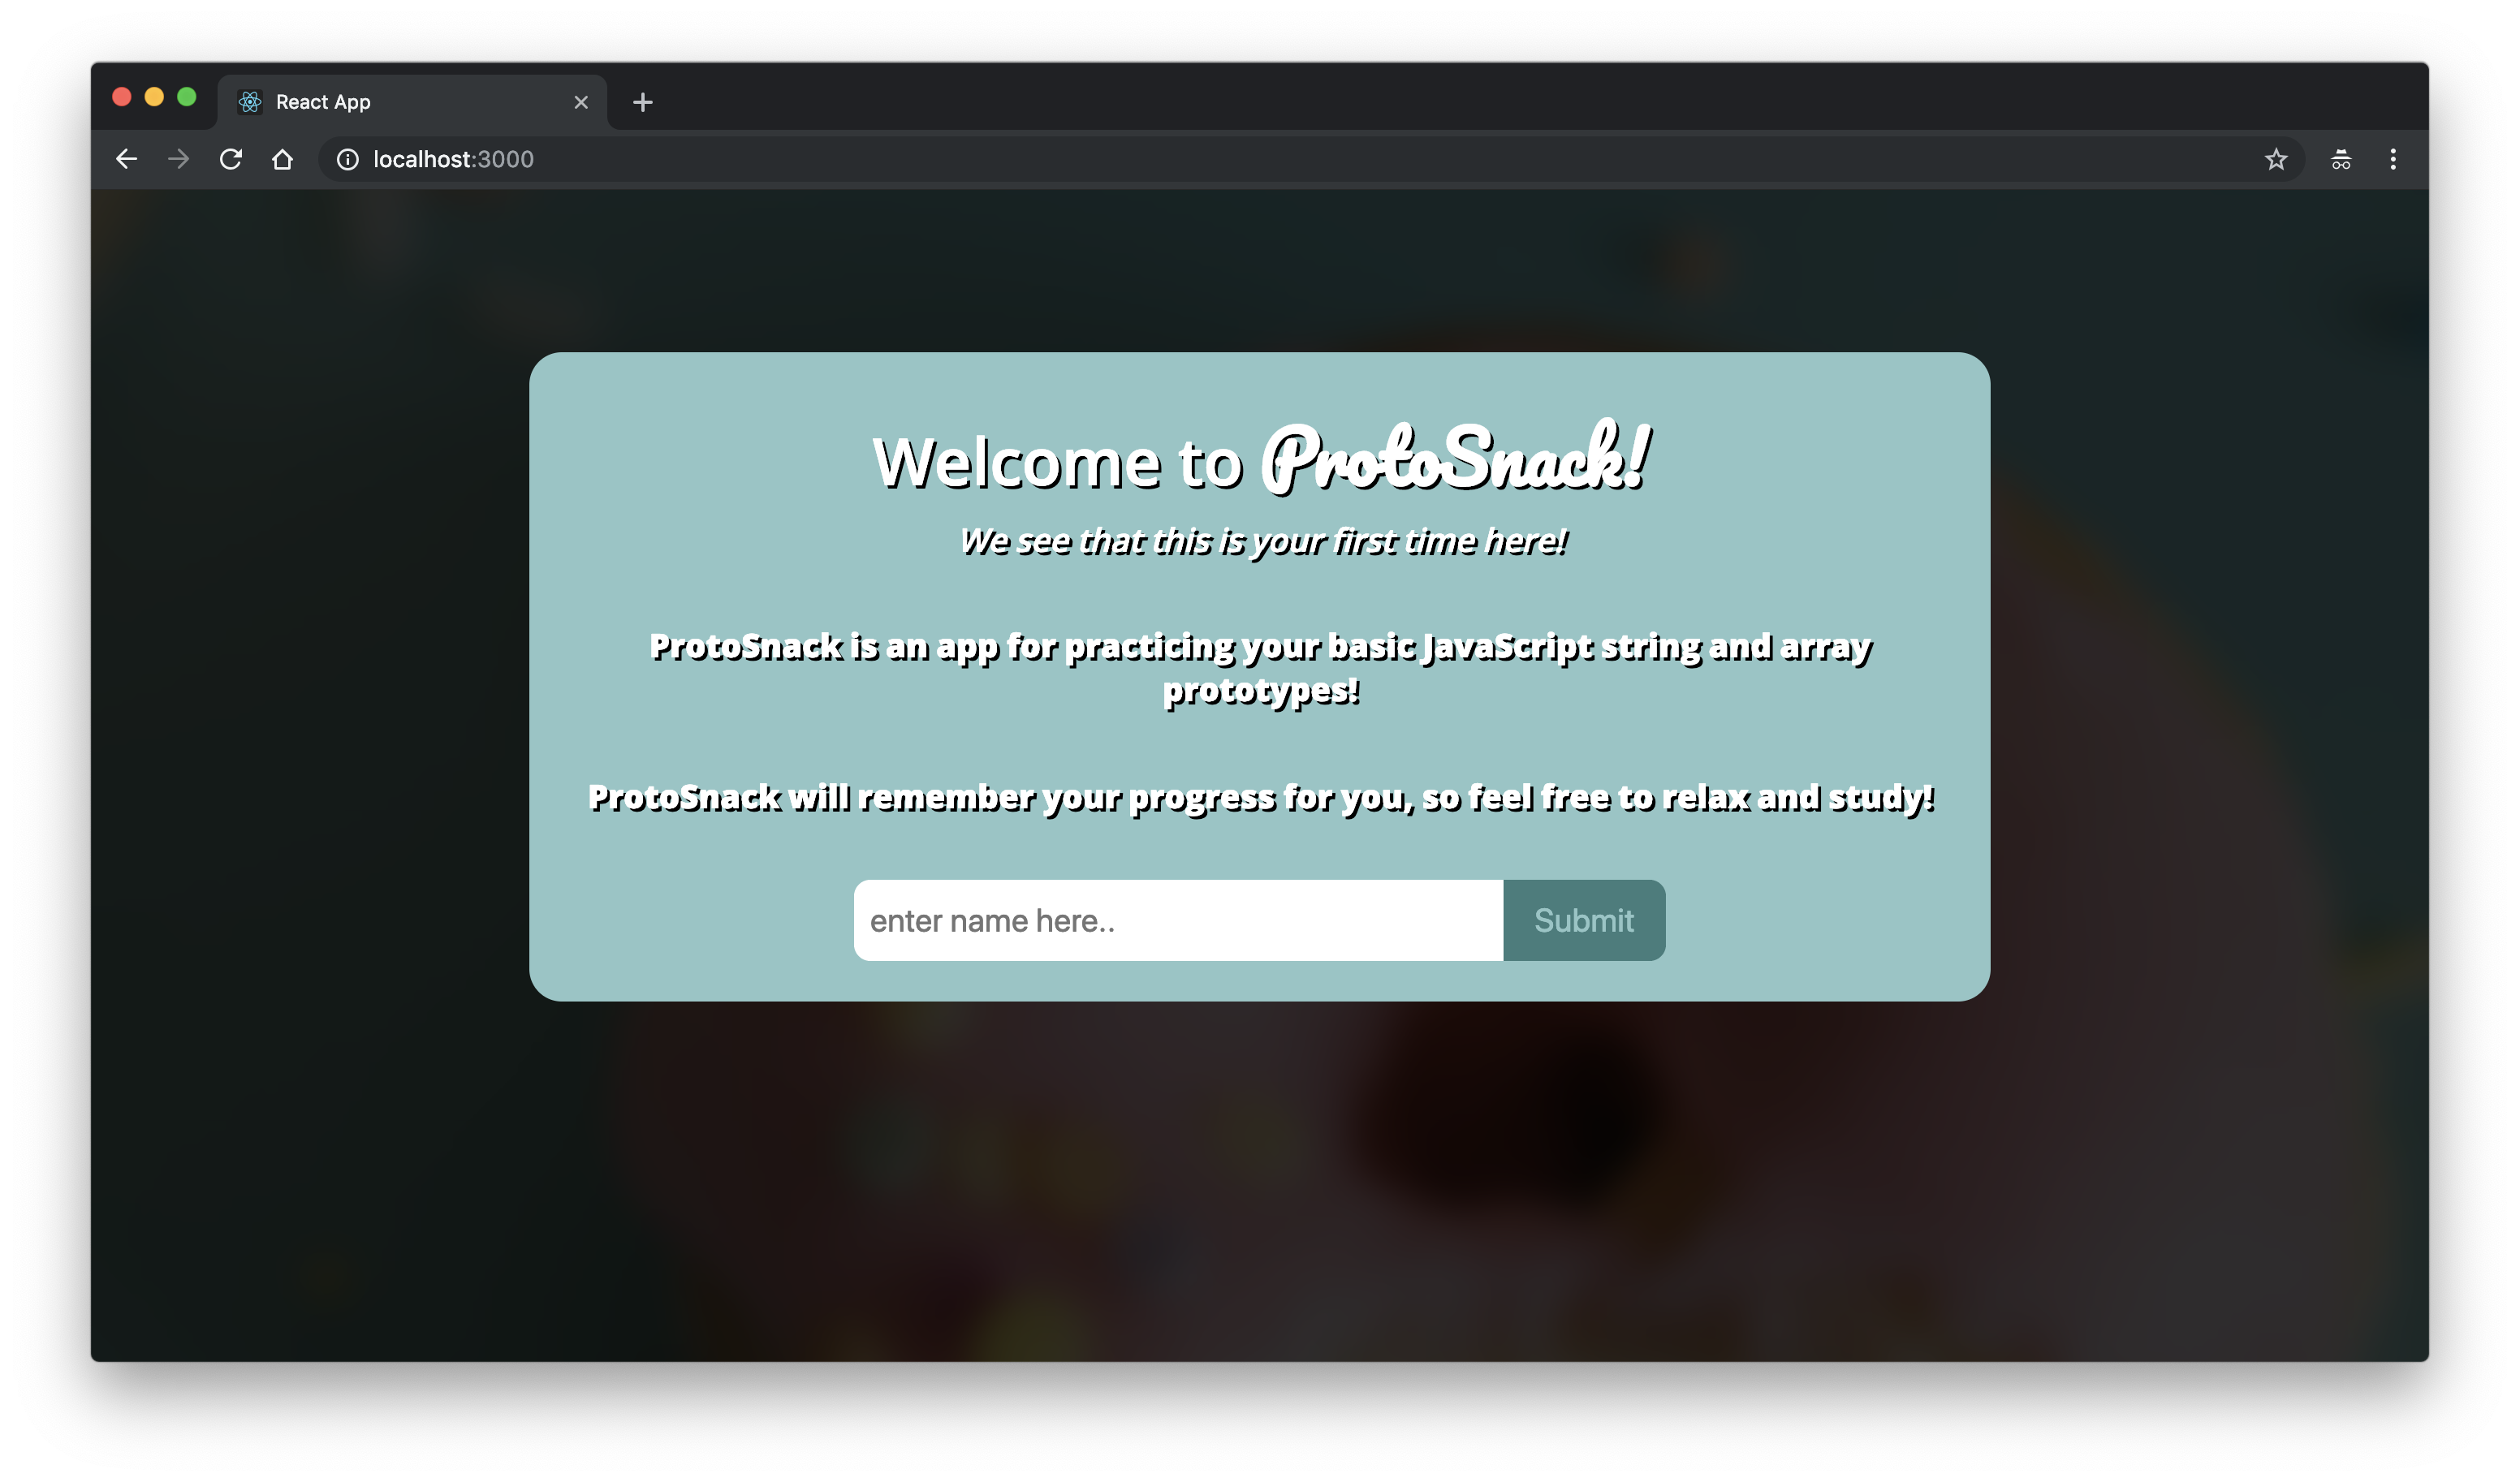 React App
localhost:3000
Welcome to ProtoSnack!
We see that this is your first time here!
ProtoSnack is an app for practicing your basic JavaScript string and array
prototypes!
ProtoSnack will remember your progress for you, so feel free to relax and study!
enter name here..
Submit